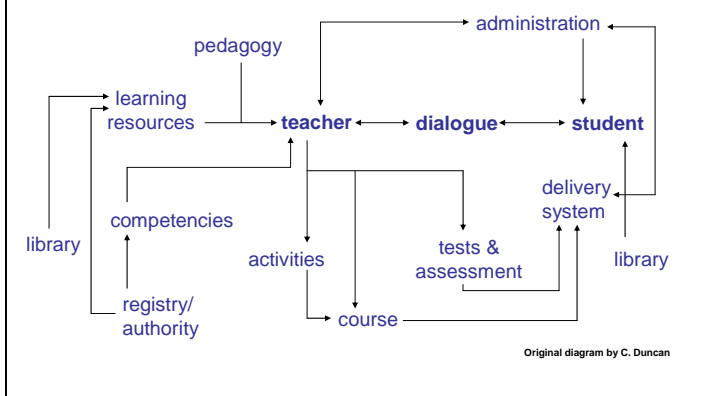 administration
pedagogy
learning
resources
teacher
dialogue
student
delivery
system
competencies
library
activities
tests &
assessment
library
registry/
authority
course
Original diagram by C. Duncan